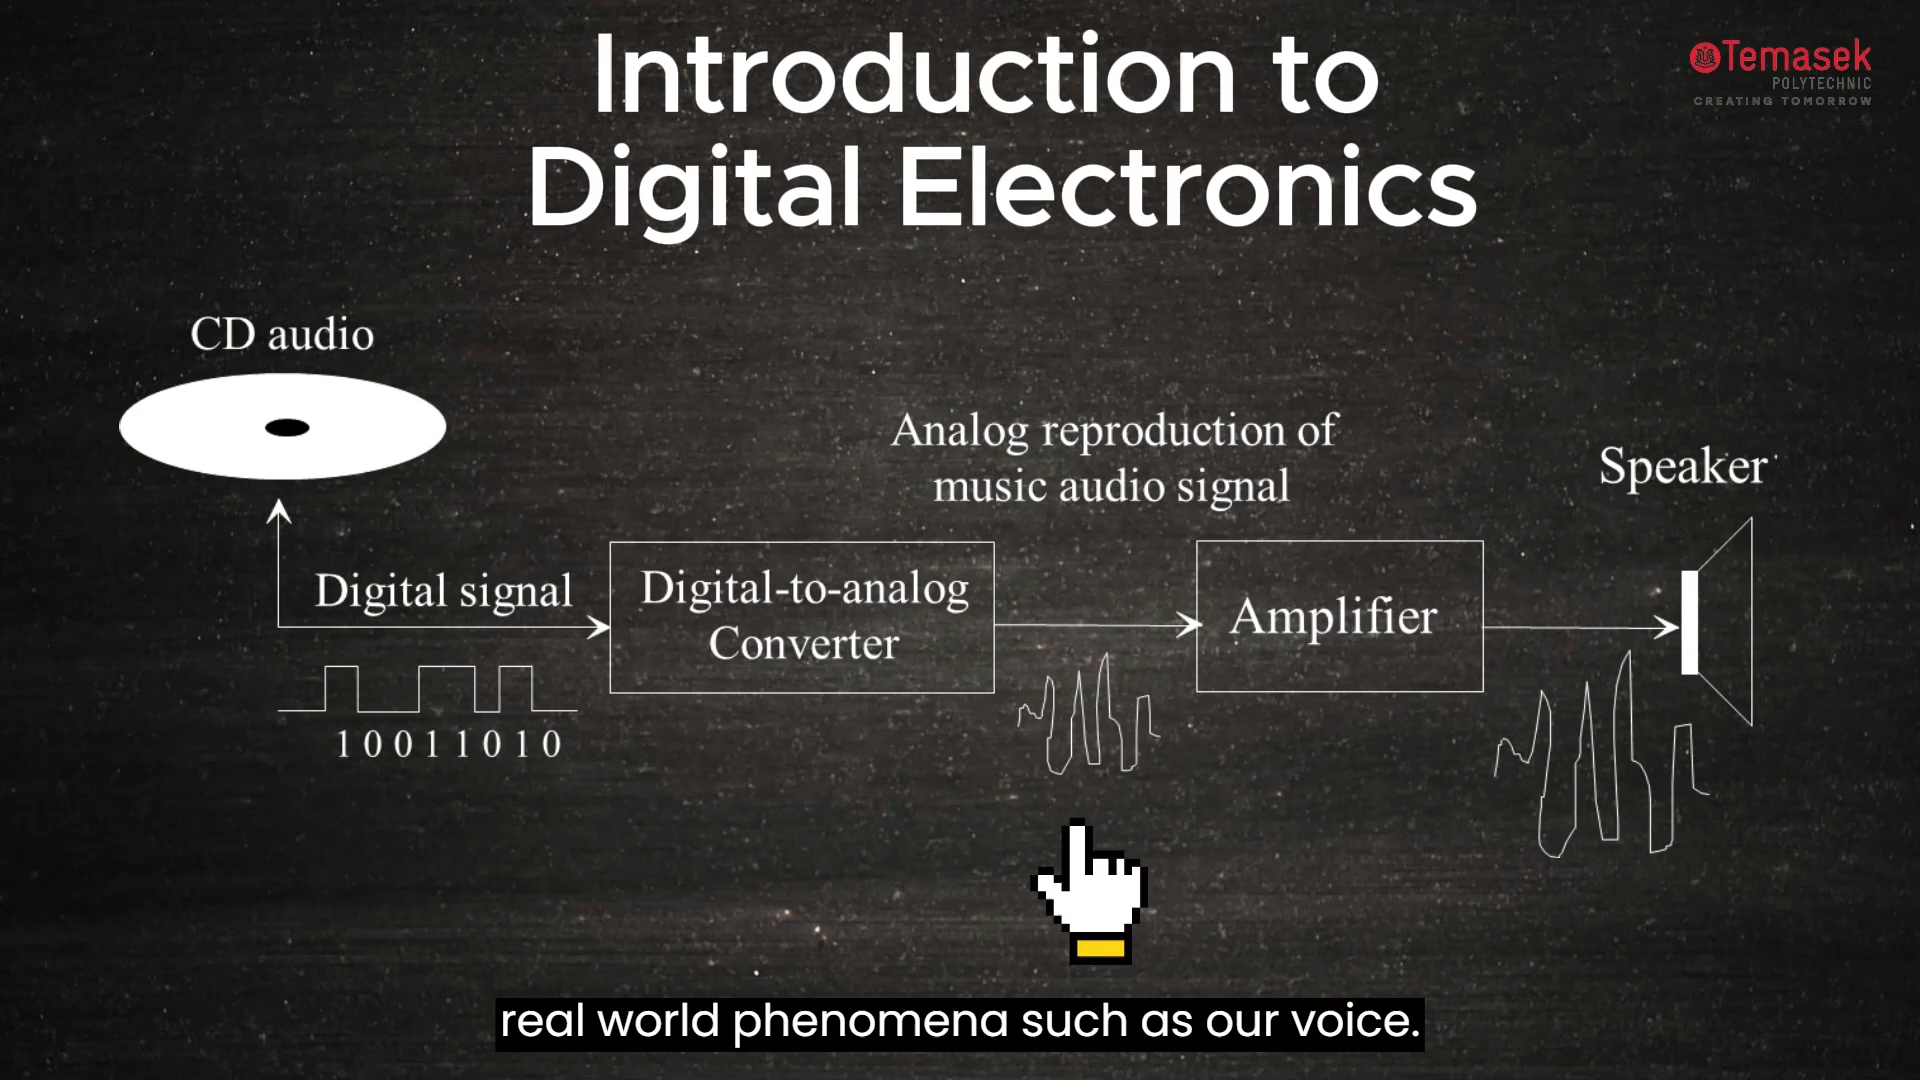 Introduction to
Digital Electronics
Temasek
POLYTECHNIC
CREATING TOMORROW
CD audio
Analog reproduction of
music audio signal
Speaker
Digital signal
Digital-to-analog
Converter
Amplifier
1 0 0 1 1 0 1 0
real world phenomena such as our voice.